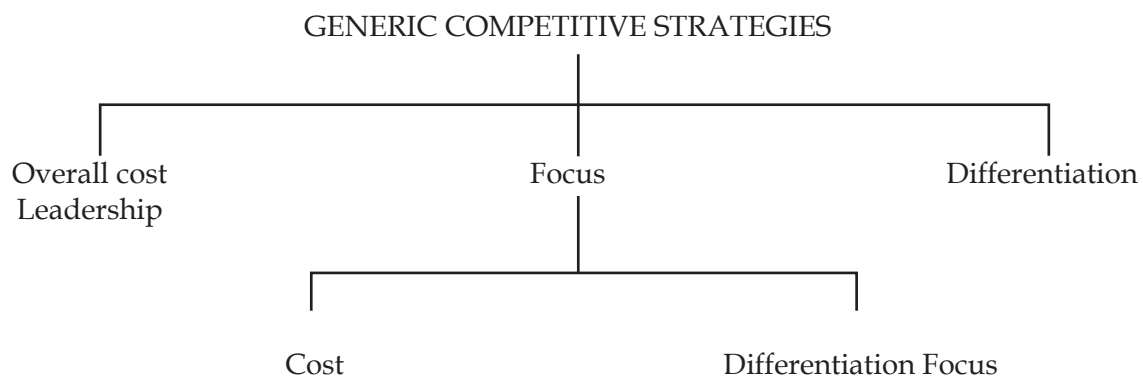 GENERIC COMPETITIVE STRATEGIES
Overall cost
Leadership
Focus
Differentiation
Cost
Differentiation Focus